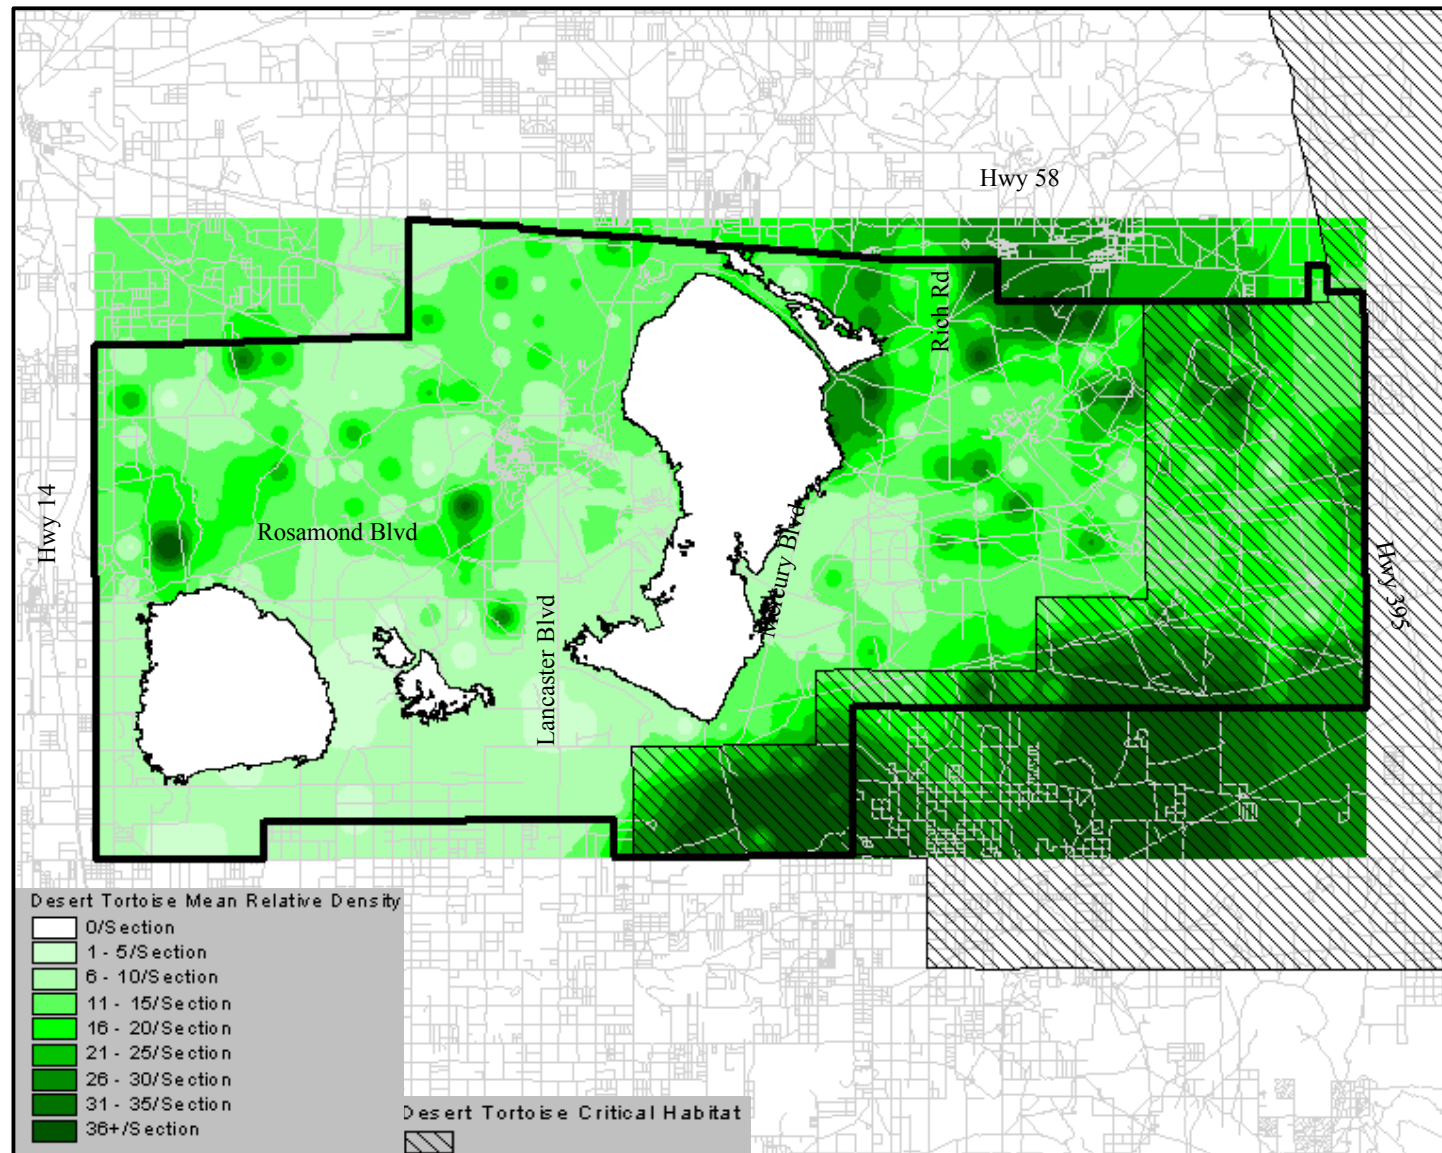 Hwy 58
Rich Rd
Hwy 14
Rosamond Blvd
Mercury Blvd
Hwy 395
Lancaster Blvd
Desert Tortoise Mean Relative Density
0/Section
1 - 5/Section
6 - 10/Section
11 - 15/Section
16 - 20/Section
21 - 25/Section
26 - 30/Section
31 - 35/Section
36+/Section
Desert Tortoise Critical Habitat